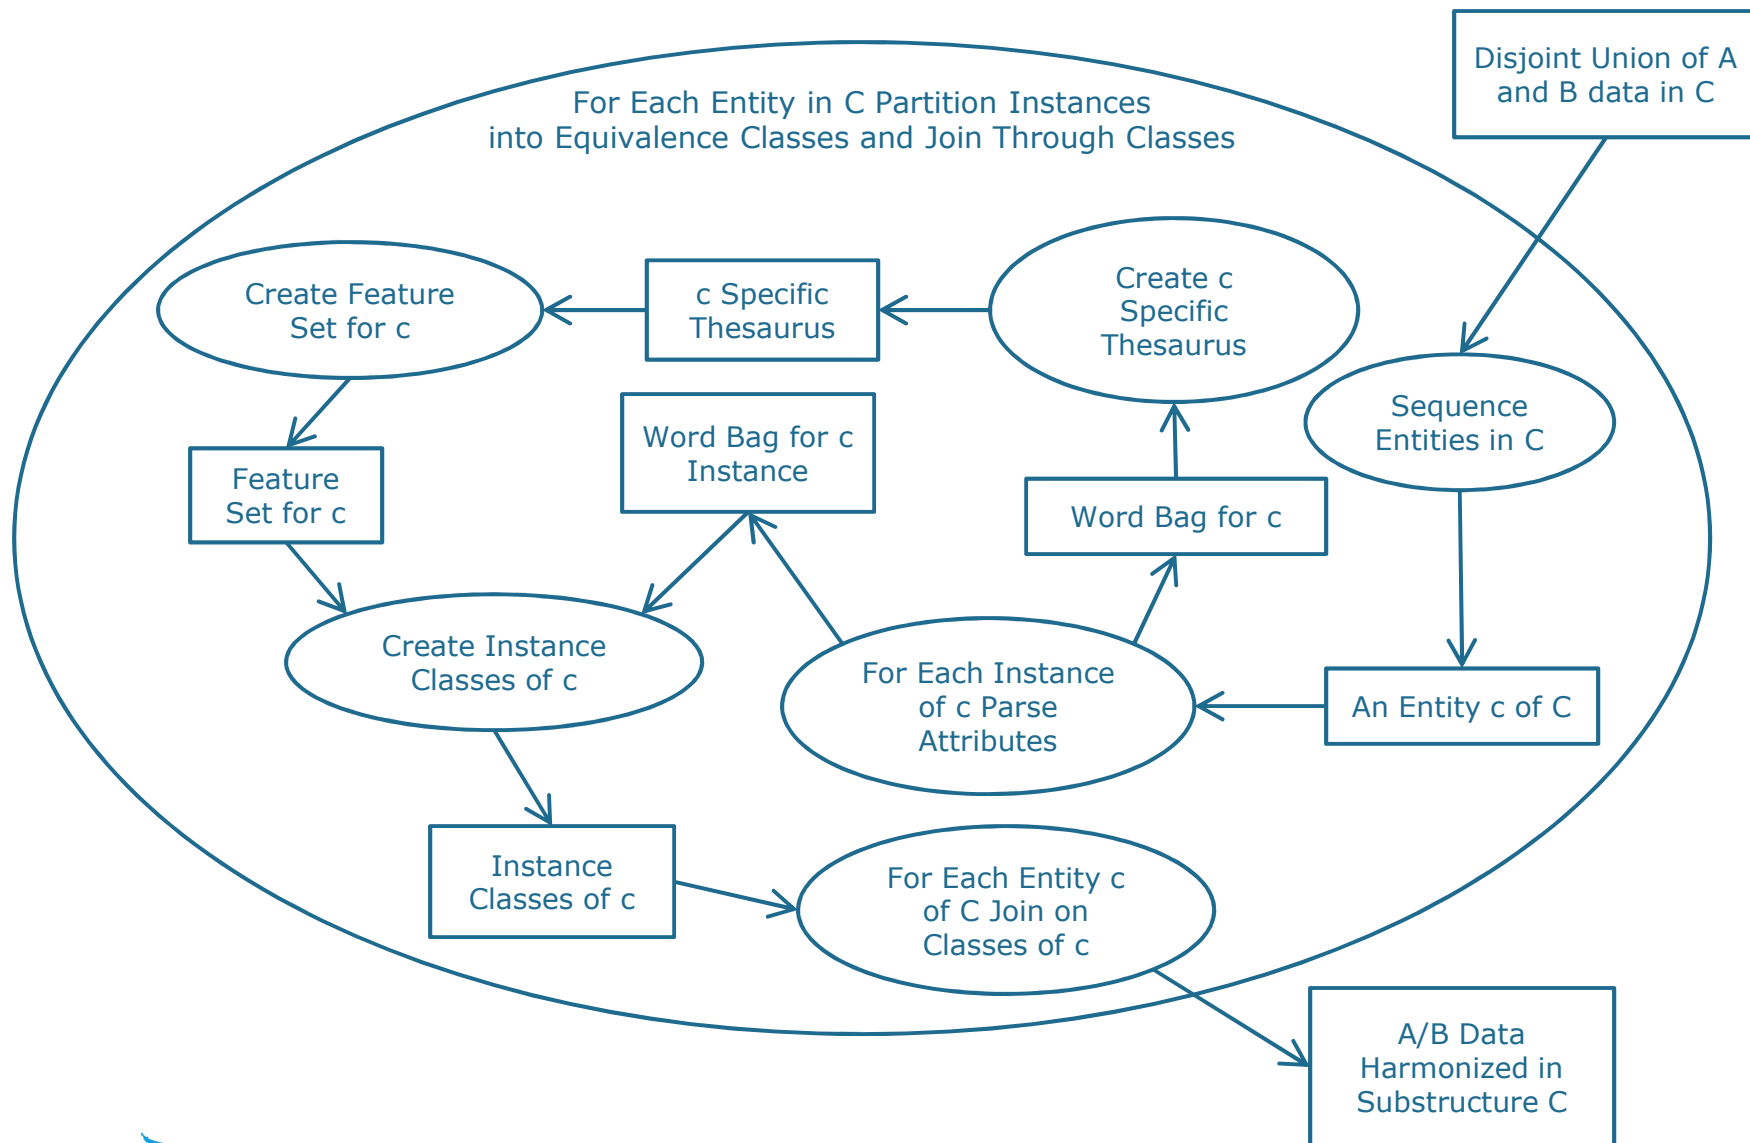 Disjoint Union of A
and B data in C
For Each Entity in C Partition Instances
into Equivalence Classes and Join Through Classes
Create Feature
Set for c
c Specific
Thesaurus
Create c
Specific
Thesaurus
Sequence
Entities in C
Word Bag for c
Instance
Feature
Set for c
Word Bag for c
Create Instance
Classes of c
For Each Instance
of c Parse
Attributes
An Entity c of C
Instance
Classes of c
For Each Entity c
of C Join on
Classes of c
A/B Data
Harmonized in
Substructure C